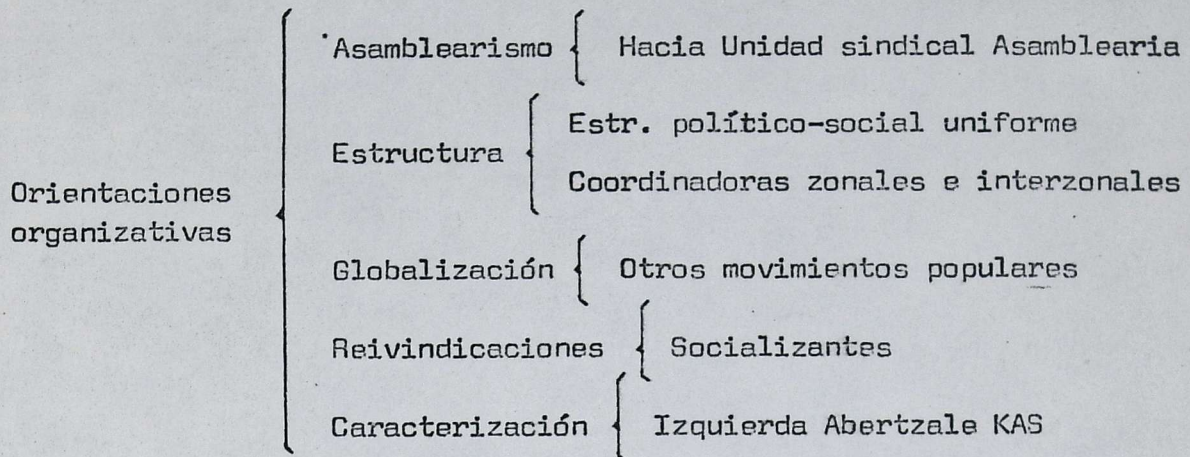 Asamblearismo { Hacia Unidad sindical Asamblearia
Estructura { Estr. político-social uniforme
Coordinadoras zonales e interzonales
Orientaciones
organizativas
Globalización { Otros movimientos populares
Reivindicaciones { Socializantes
Caracterización { Izquierda Abertzale KAS